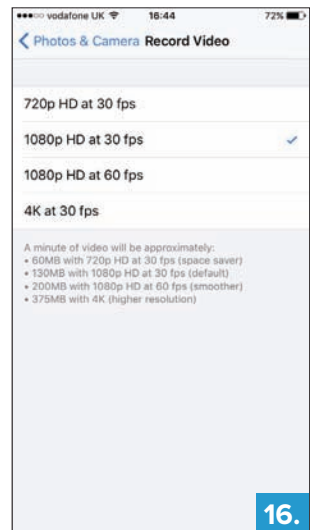 vodafone UK 16:44 72%
Photos & Camera Record Video
720p HD at 30 fps
1080p HD at 30 fps
1080p HD at 60 fps
4K at 30 fps
A minute of video will be approximately:
• 60MB with 720p HD at 30 fps (space saver)
• 130MB with 1080p HD at 30 fps (default)
• 200MB with 1080p HD at 60 fps (smoother)
• 375MB with 4K (higher resolution)
16.